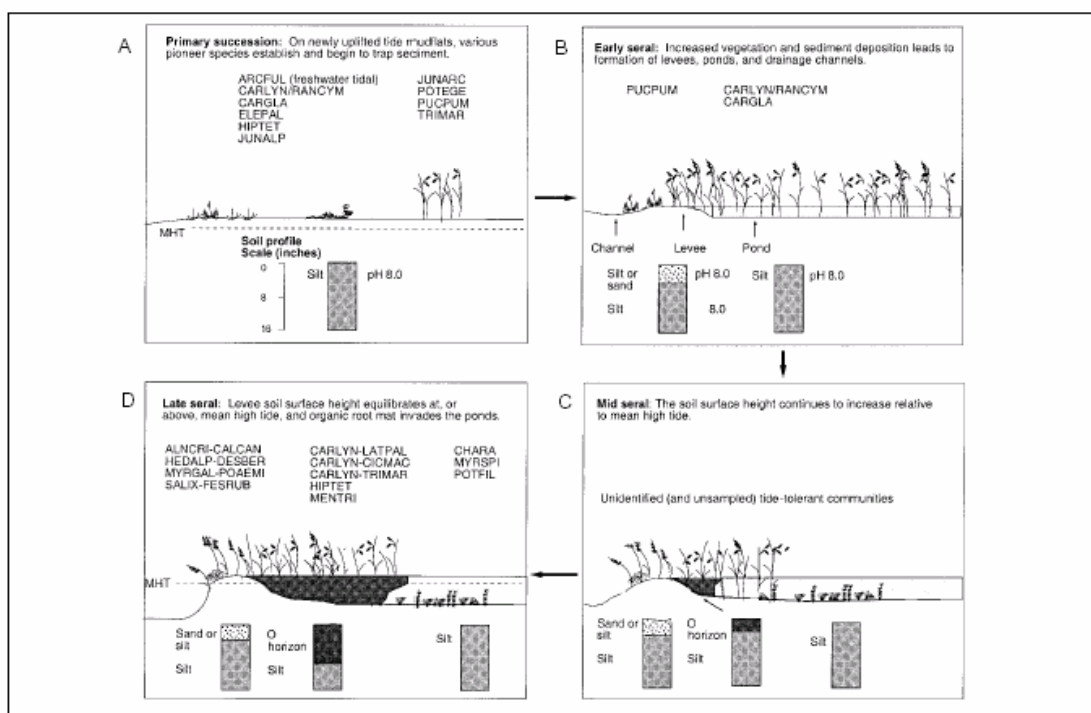 A
Primary succession: On newly uplifted tide mudflats, various
pioneer species establish and begin to trap seciment.
ARCFUL (freshwater tidal)
CARLYN/RANCYM
CARGLA
ELEPAL
HIPTET
JUNALP
JUNARC
POTEGE
PUCPUM
TRIMAR
MHT
Soil profile
Scale (inches)
0
8
16
Silt
pH 8.0
B
Early seral: Increased vegetation and sediment deposition leads to
formation of levees, ponds, and drainage channels.
PUCPUM
CARLYN/RANCYM
CARGLA
Channel
Levee
Pond
Silt or
sand
Silt
pH 8.0
8.0
Silt
pH 8.0
D
Late seral: Levee soil surface height equilibrates at, or
above, mean high tide, and organic root mat invades the ponds.
ALNCRI-CALCAN
HEDALP-DESBER
MYRGAL-POAEMI
SALIX-FESRUB
CARLYN-LATPAL
CARLYN-CICMAC
CARLYN-TRIMAR
HIPTET
MENTRI
CHARA
MYRSPI
POTFIL
MHT
Sand or
silt
Silt
O
horizon
Silt
Silt
C
Mid seral: The soil surface height continues to increase relative
to mean high tide.
Unidentified (and unsampled) tide-tolerant communities
Sand or
silt
Silt
O
horizon
Silt
Silt